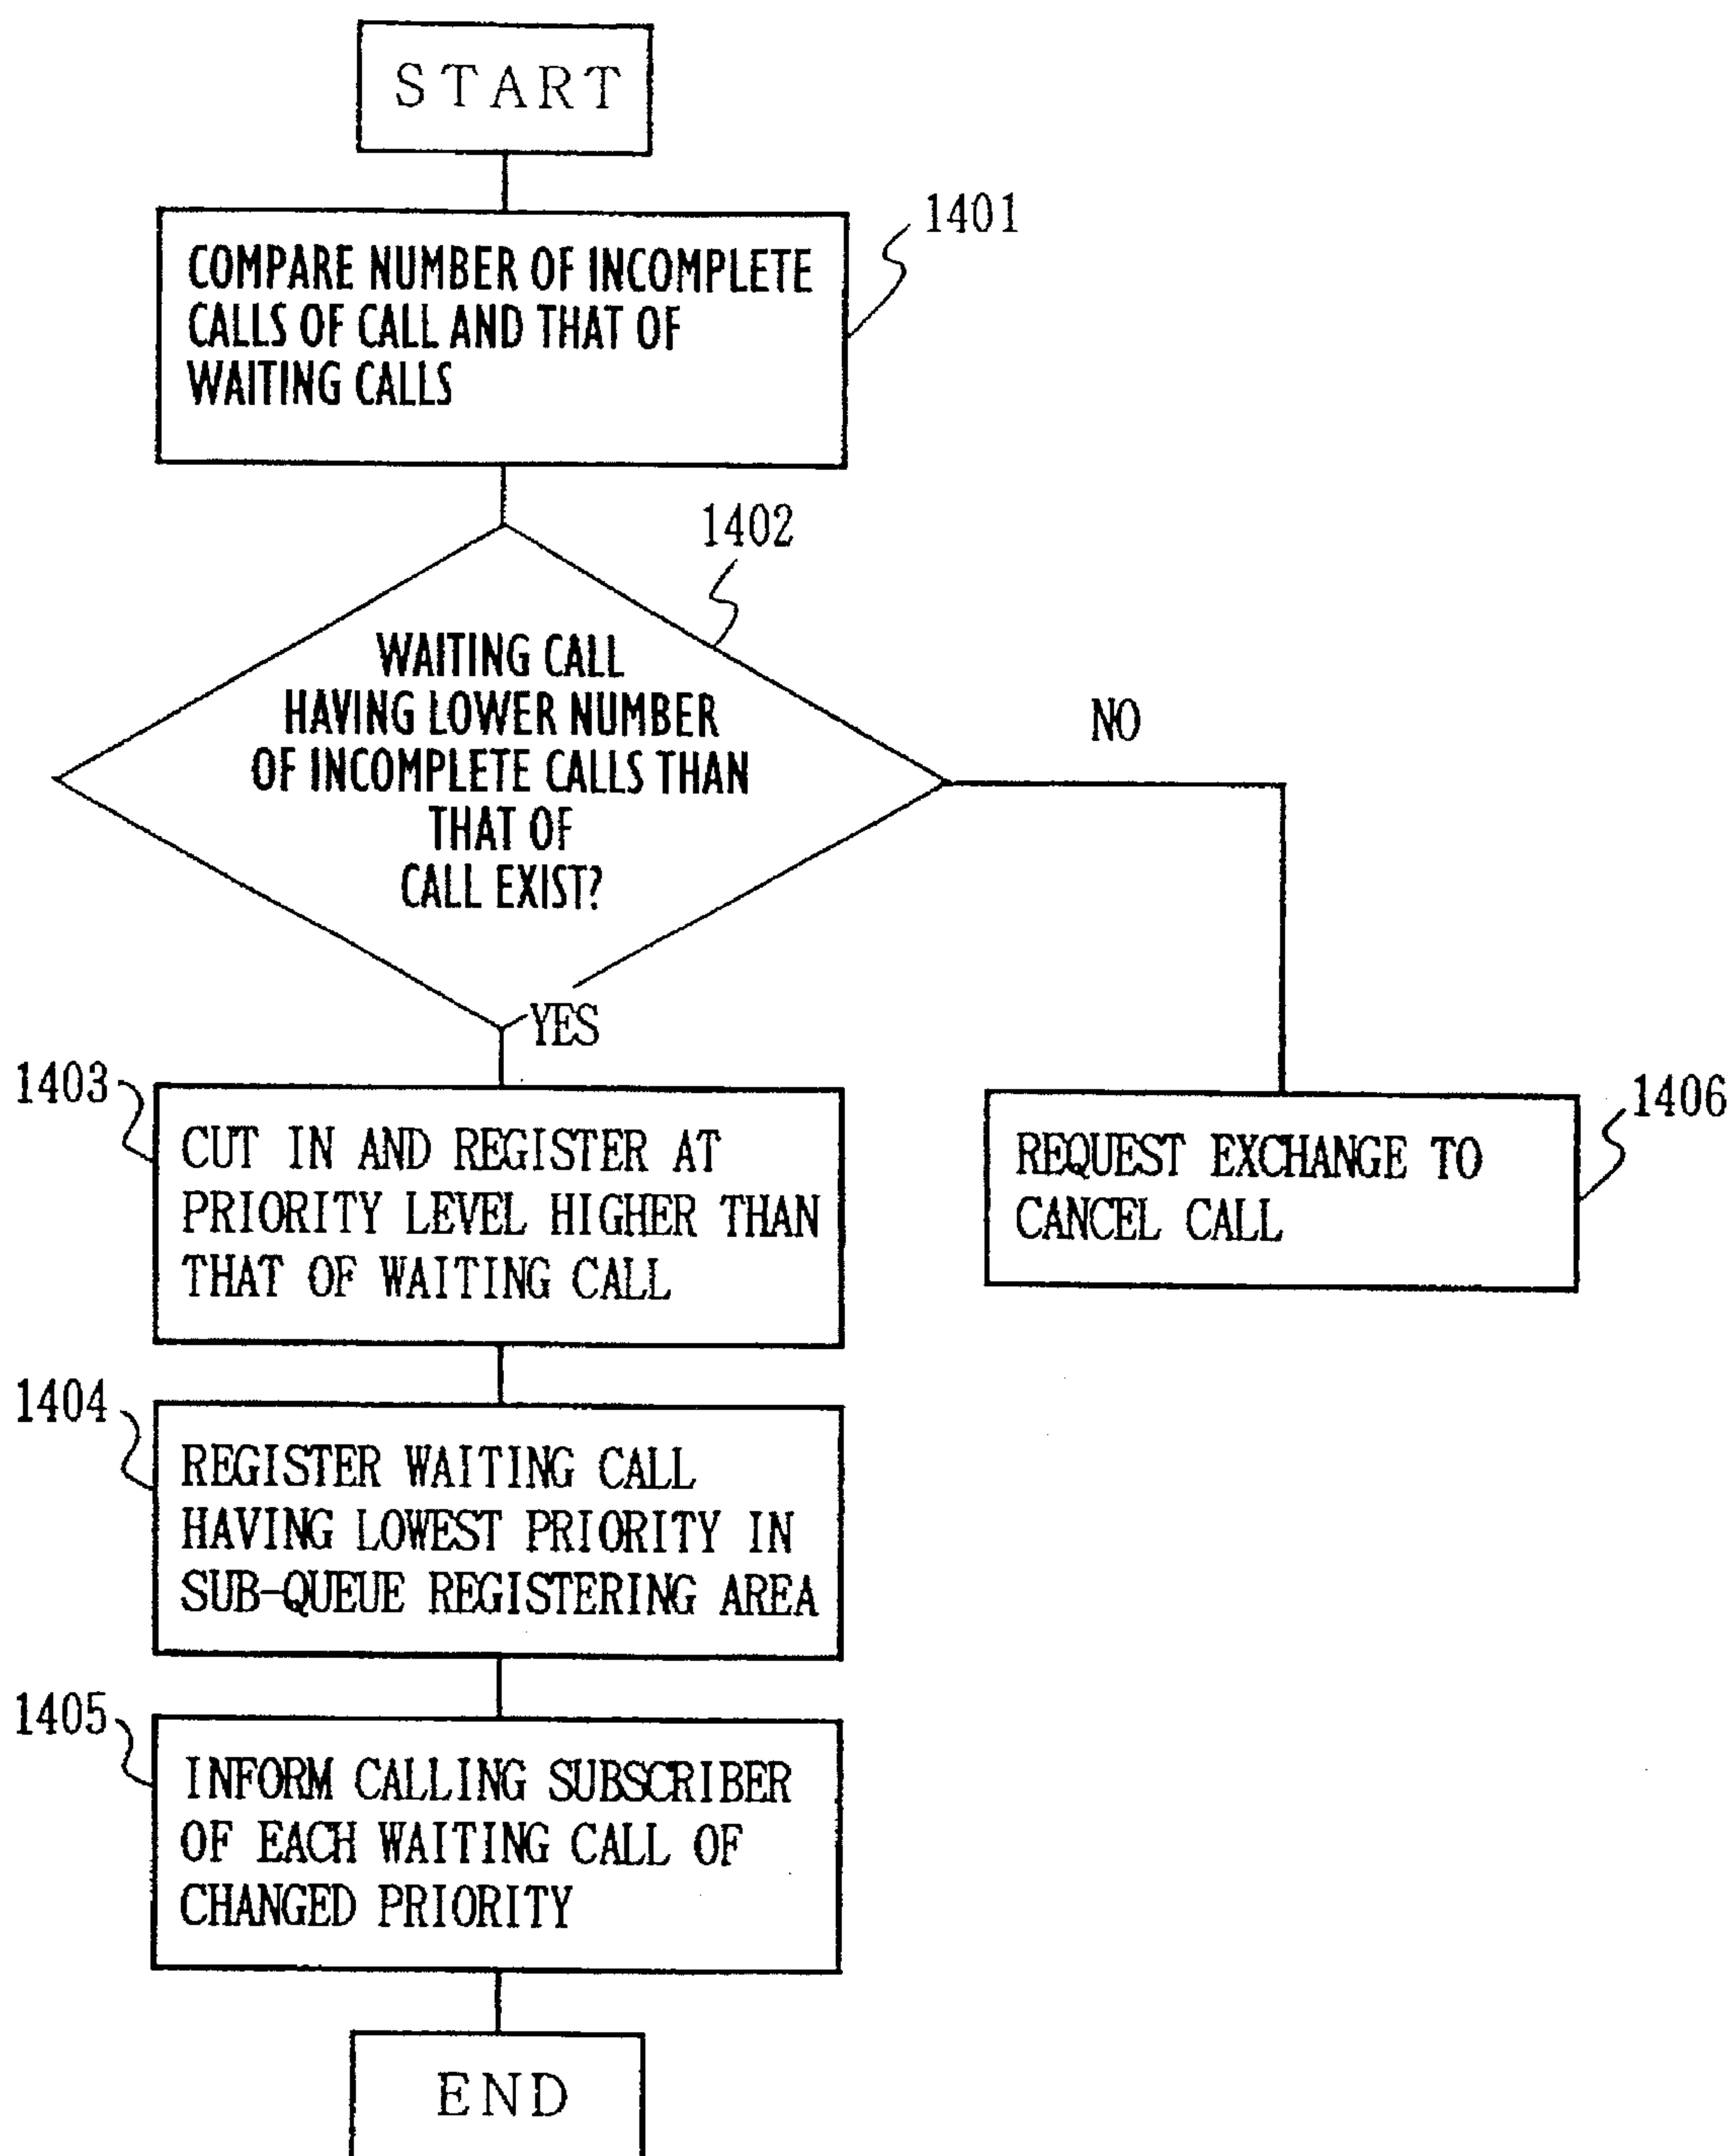 START
1401
COMPARE NUMBER OF INCOMPLETE
CALLS OF CALL AND THAT OF
WAITING CALLS
1402
WAITING CALL
HAVING LOWER NUMBER
OF INCOMPLETE CALLS THAN
THAT OF
CALL EXIST?
NO
YES
1403
CUT IN AND REGISTER AT
PRIORITY LEVEL HIGHER THAN
THAT OF WAITING CALL
1406
REQUEST EXCHANGE TO
CANCEL CALL
1404
REGISTER WAITING CALL
HAVING LOWEST PRIORITY IN
SUB-QUEUE REGISTERING AREA
1405
INFORM CALLING SUBSCRIBER
OF EACH WAITING CALL OF
CHANGED PRIORITY
END